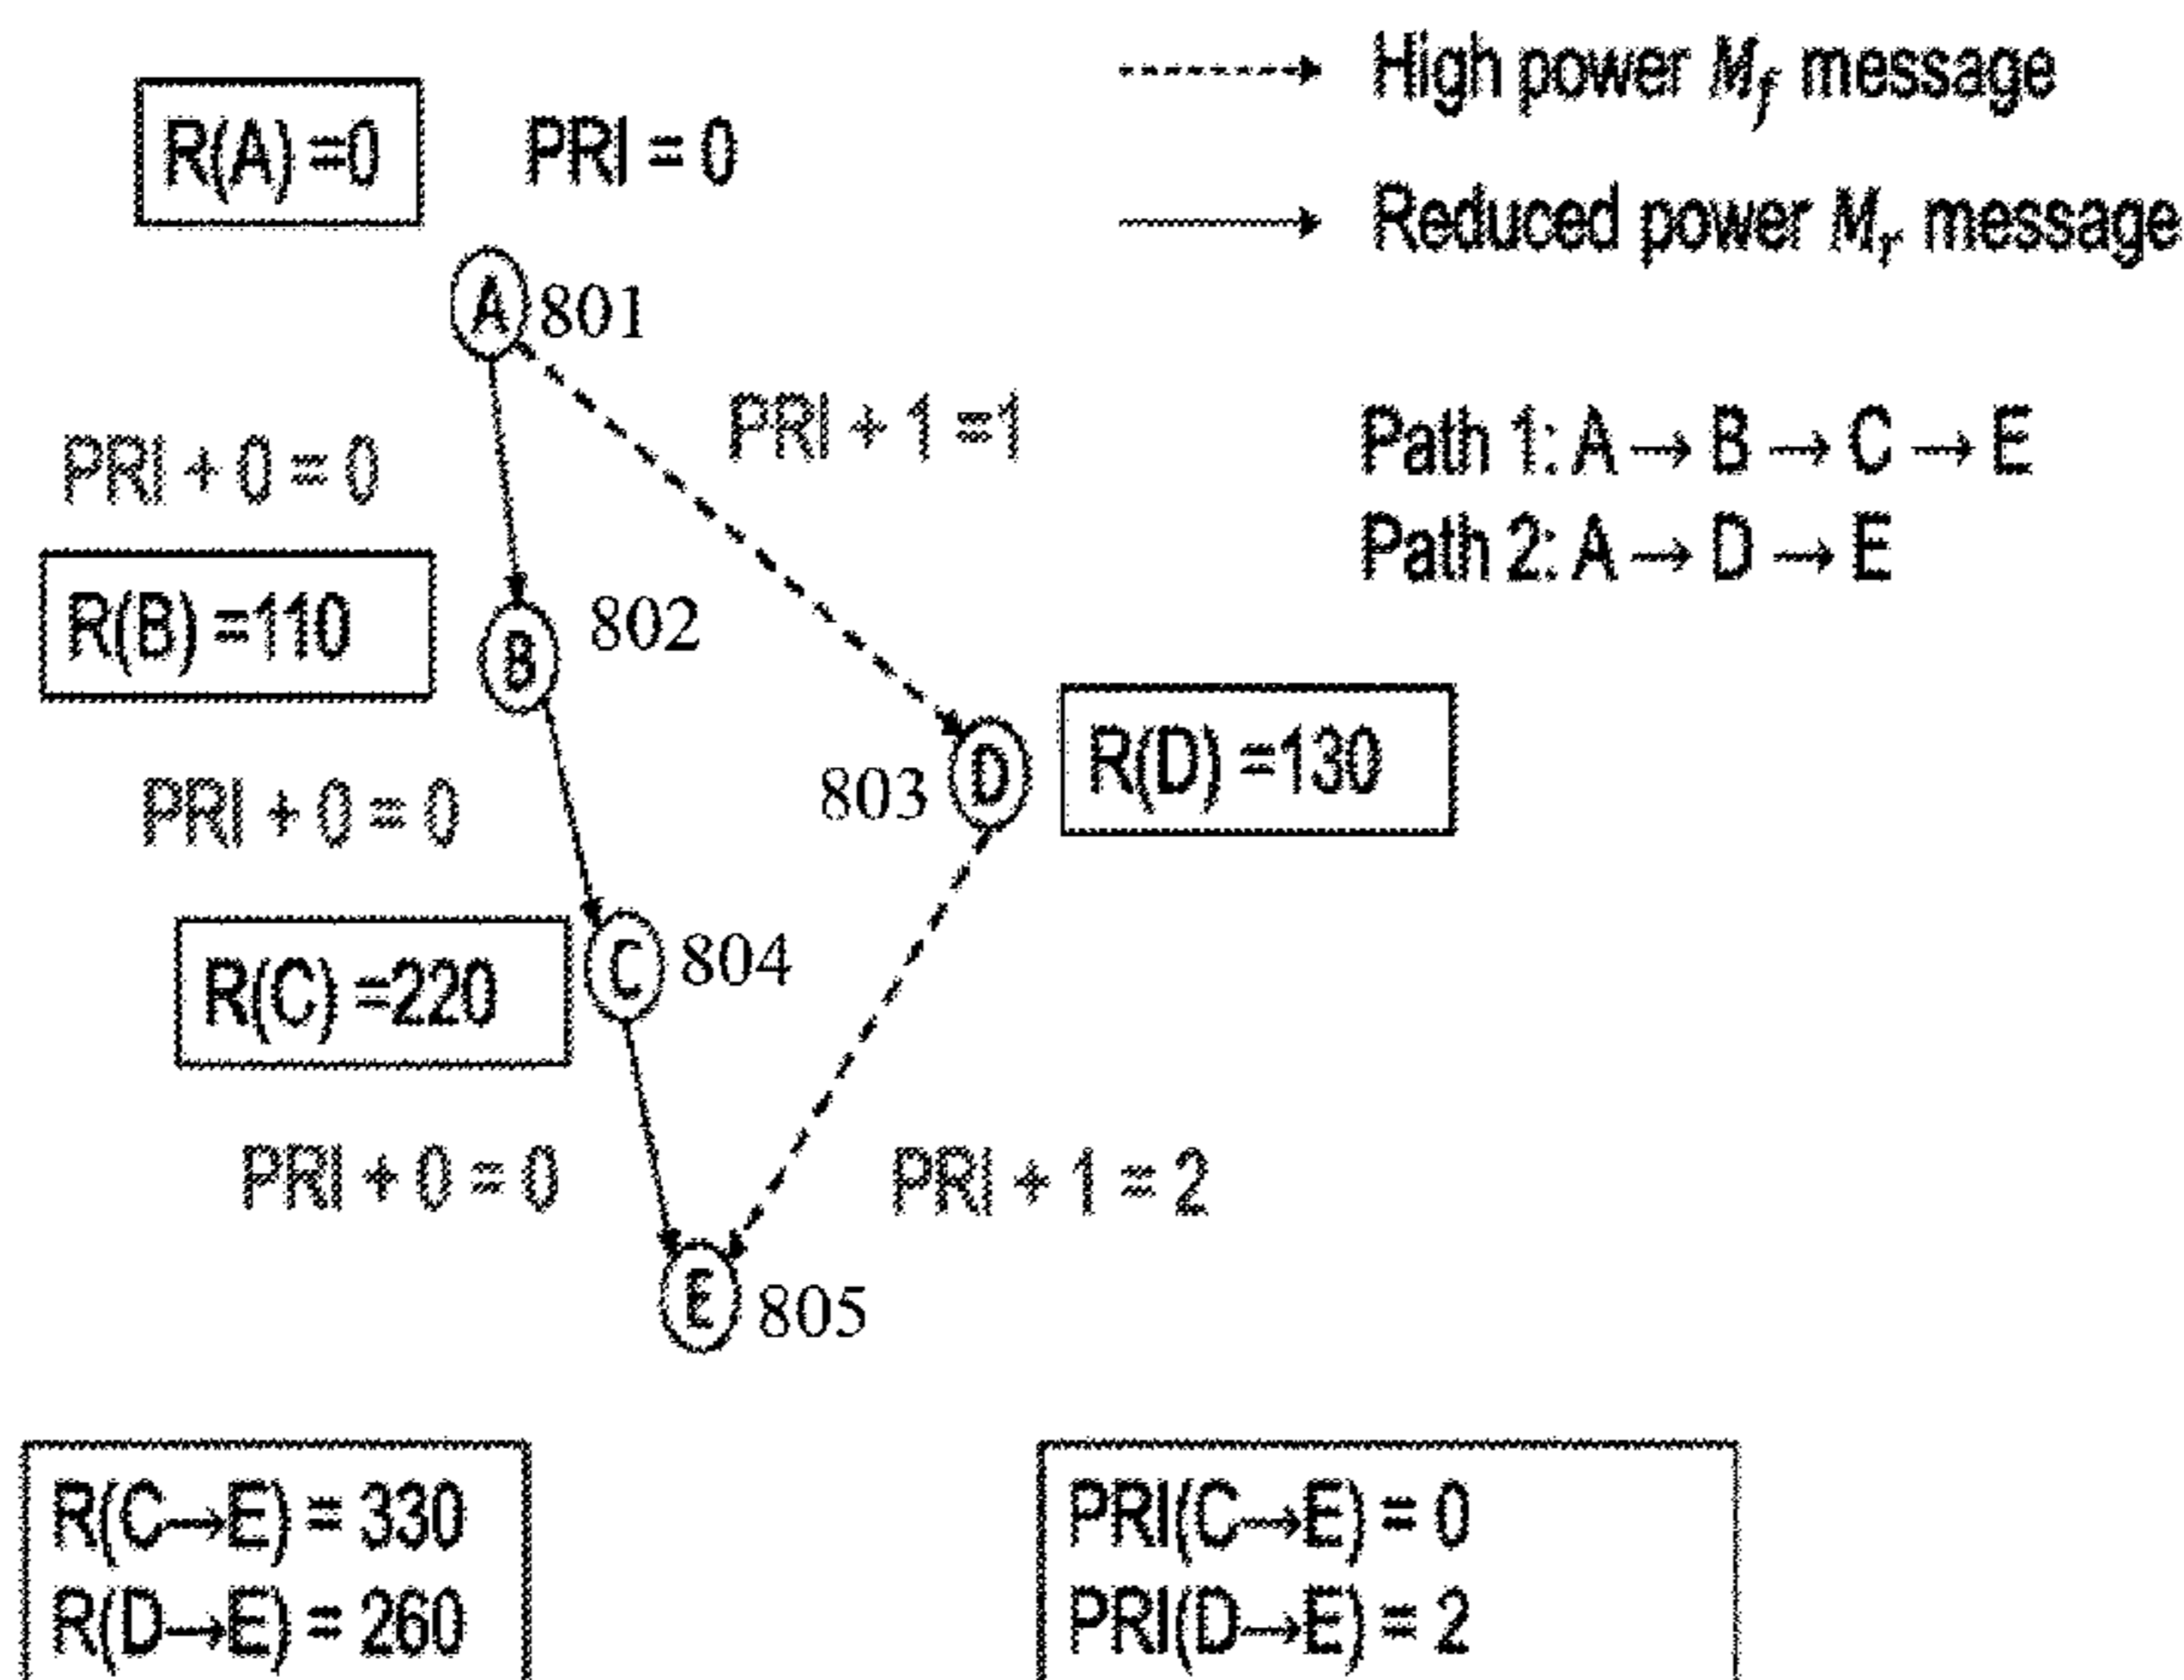 High power Mf message
R(A) =0 PRI = 0
Reduced power Mr message
A 801
PRI + 1 =1
PRI + 0 = 0
Path 1: A → B → C → E
Path 2: A → D → E
R(B) =110
B 802
R(D) =130
803 D
PRI + 0 = 0
R(C) =220
C 804
PRI + 0 = 0
PRI + 1 = 2
E 805
R(C→E) = 330
R(D→E) = 260
PRI(C→E) = 0
PRI(D→E) = 2